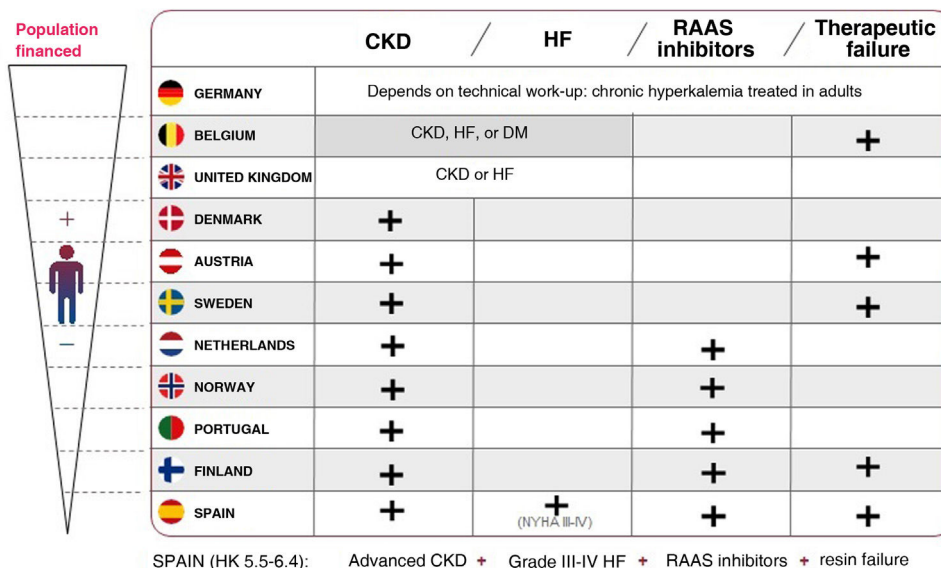 Population
financed
CKD / HF / RAAS inhibitors / Therapeutic failure
GERMANY Depends on technical work-up: chronic hyperkalemia treated in adults
BELGIUM CKD, HF, or DM +
UNITED KINGDOM CKD or HF
+ DENMARK +
AUSTRIA + +
SWEDEN + +
− NETHERLANDS + +
NORWAY + +
PORTUGAL + +
FINLAND + + +
SPAIN + + + +
(NYHA III-IV)
SPAIN (HK 5.5-6.4): Advanced CKD + Grade III-IV HF + RAAS inhibitors + resin failure